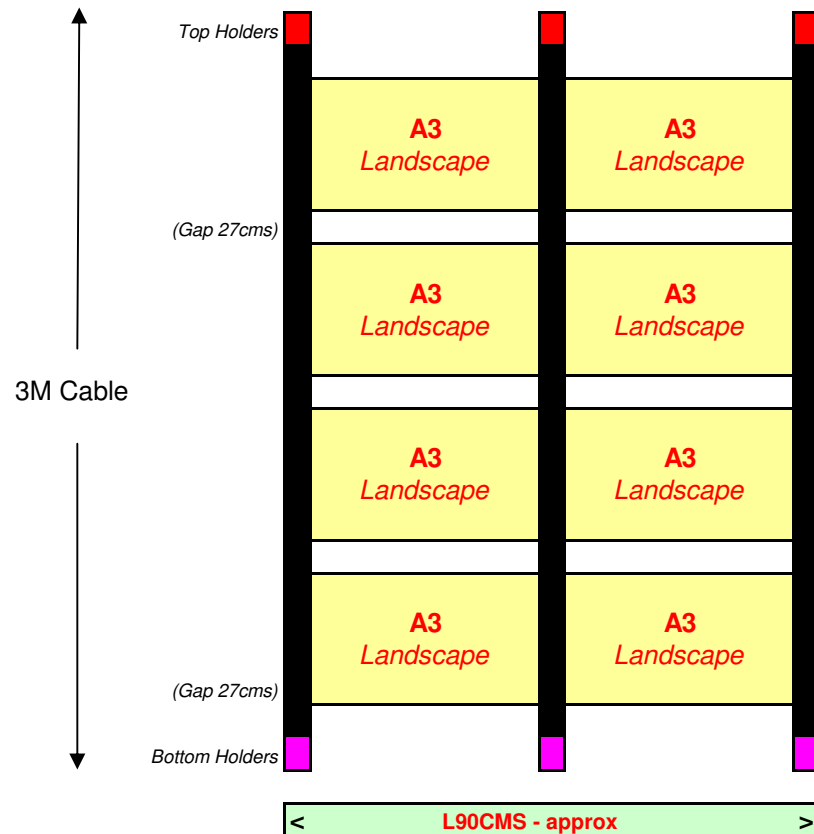 Top Holders
A3
Landscape
A3
Landscape
(Gap 27cms)
A3
Landscape
A3
Landscape
3M Cable
A3
Landscape
A3
Landscape
A3
Landscape
A3
Landscape
(Gap 27cms)
Bottom Holders
< L90CMS - approx >